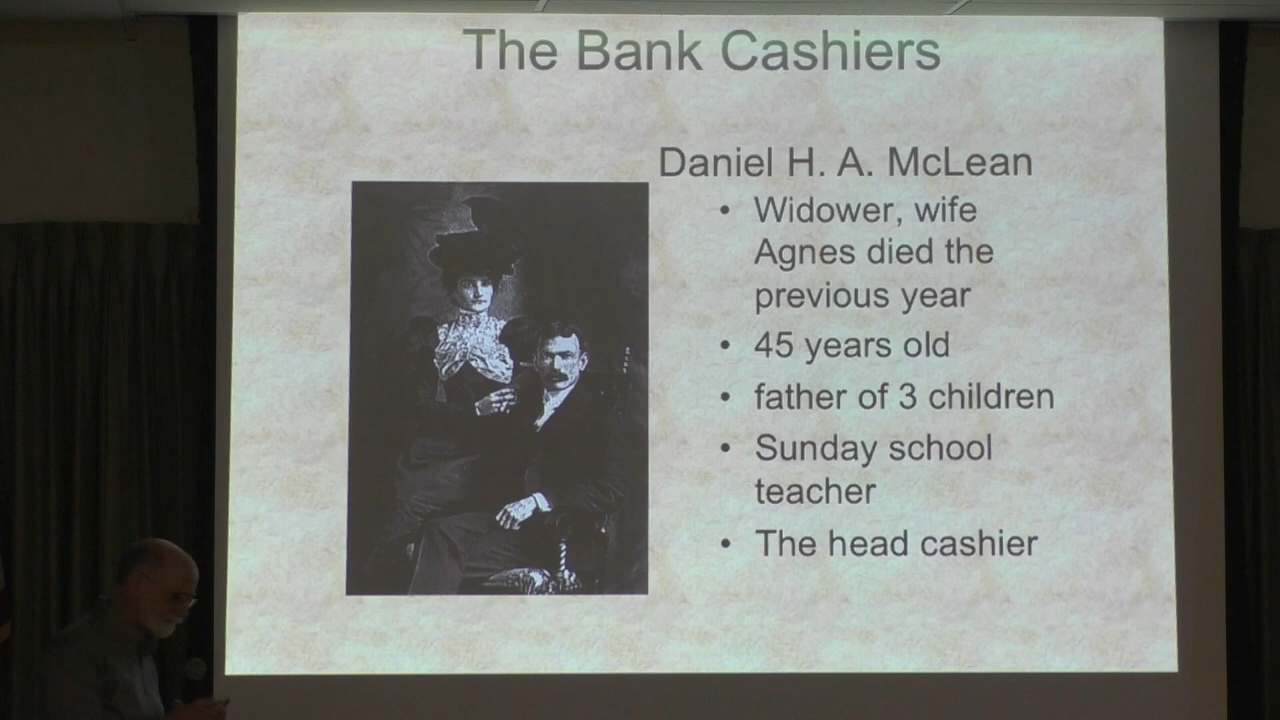 The Bank Cashiers
Daniel H. A. McLean
• Widower, wife
Agnes died the
previous year
• 45 years old
• father of 3 children
• Sunday school
teacher
• The head cashier